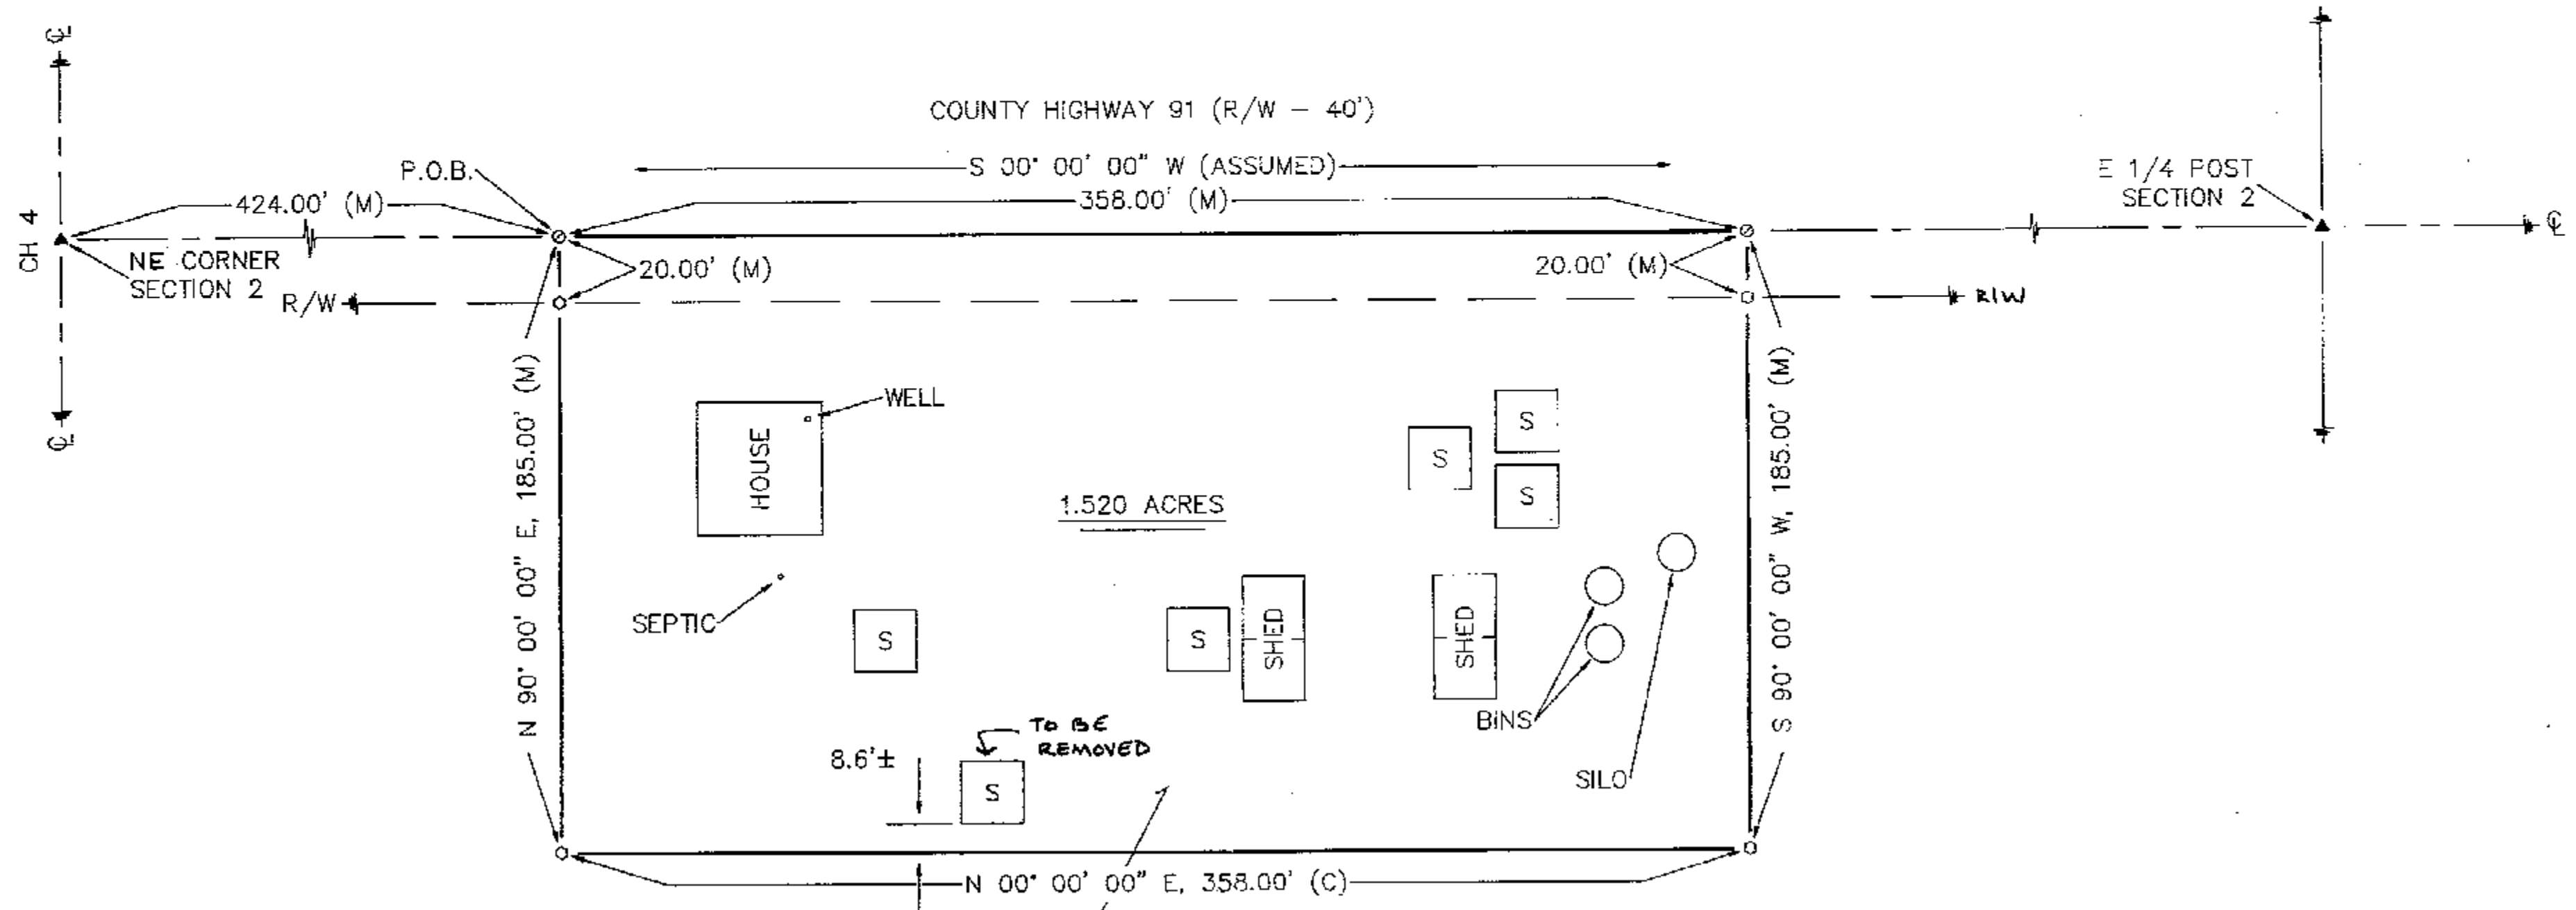 COUNTY HIGHWAY 91 (R/W - 40')
S 00° 00' 00" W (ASSUMED)
P.O.B.
424.00' (M)
358.00' (M)
E 1/4 POST
SECTION 2
℄
℄
CH 4
NE CORNER
SECTION 2
20.00' (M)
20.00' (M)
R/W
R/W
℄
N 90° 00' 00" E, 185.00' (M)
S 90° 00' 00" W, 185.00' (M)
WELL
HOUSE
S
S
S
1.520 ACRES
SEPTIC
S
S
SHED
SHED
BINS
SILO
TO BE
REMOVED
8.6'±
S
N 00° 00' 00" E, 358.00' (C)